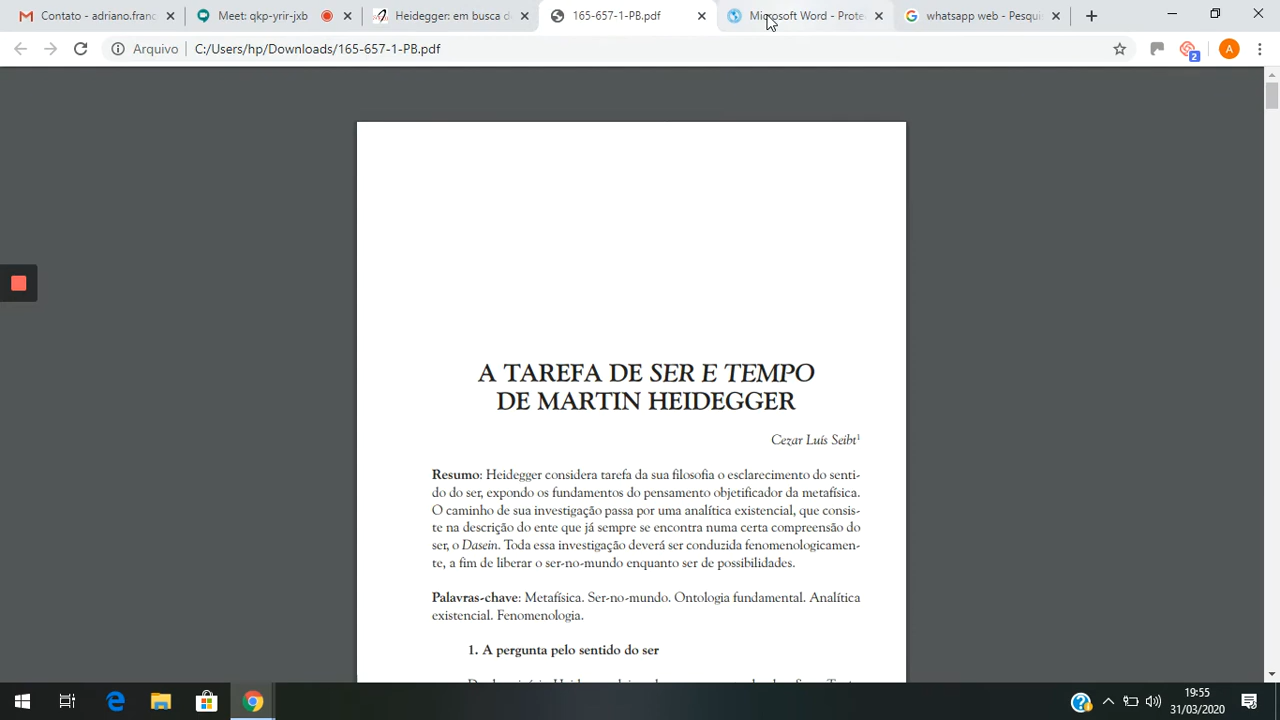 Contato - adriano.franc
Meet: qkp-yrir-jxb
Heidegger: em busca d
165-657-1-PB.pdf
Microsoft Word - Prote
whatsapp web - Pesqui
Arquivo
C:/Users/hp/Downloads/165-657-1-PB.pdf
2
A
A TAREFA DE SER E TEMPO
DE MARTIN HEIDEGGER
Cezar Luís Seibt¹
Resumo: Heidegger considera tarefa da sua filosofia o esclarecimento do senti-
do do ser, expondo os fundamentos do pensamento objetificador da metafísica.
O caminho de sua investigação passa por uma analítica existencial, que consis-
te na descrição do ente que já sempre se encontra numa certa compreensão do
ser, o Dasein. Toda essa investigação deverá ser conduzida fenomenologicamen-
te, a fim de liberar o ser-no-mundo enquanto ser de possibilidades.
Palavras-chave: Metafísica. Ser-no-mundo. Ontologia fundamental. Analítica
existencial. Fenomenologia.
1. A pergunta pelo sentido do ser
19:55
31/03/2020